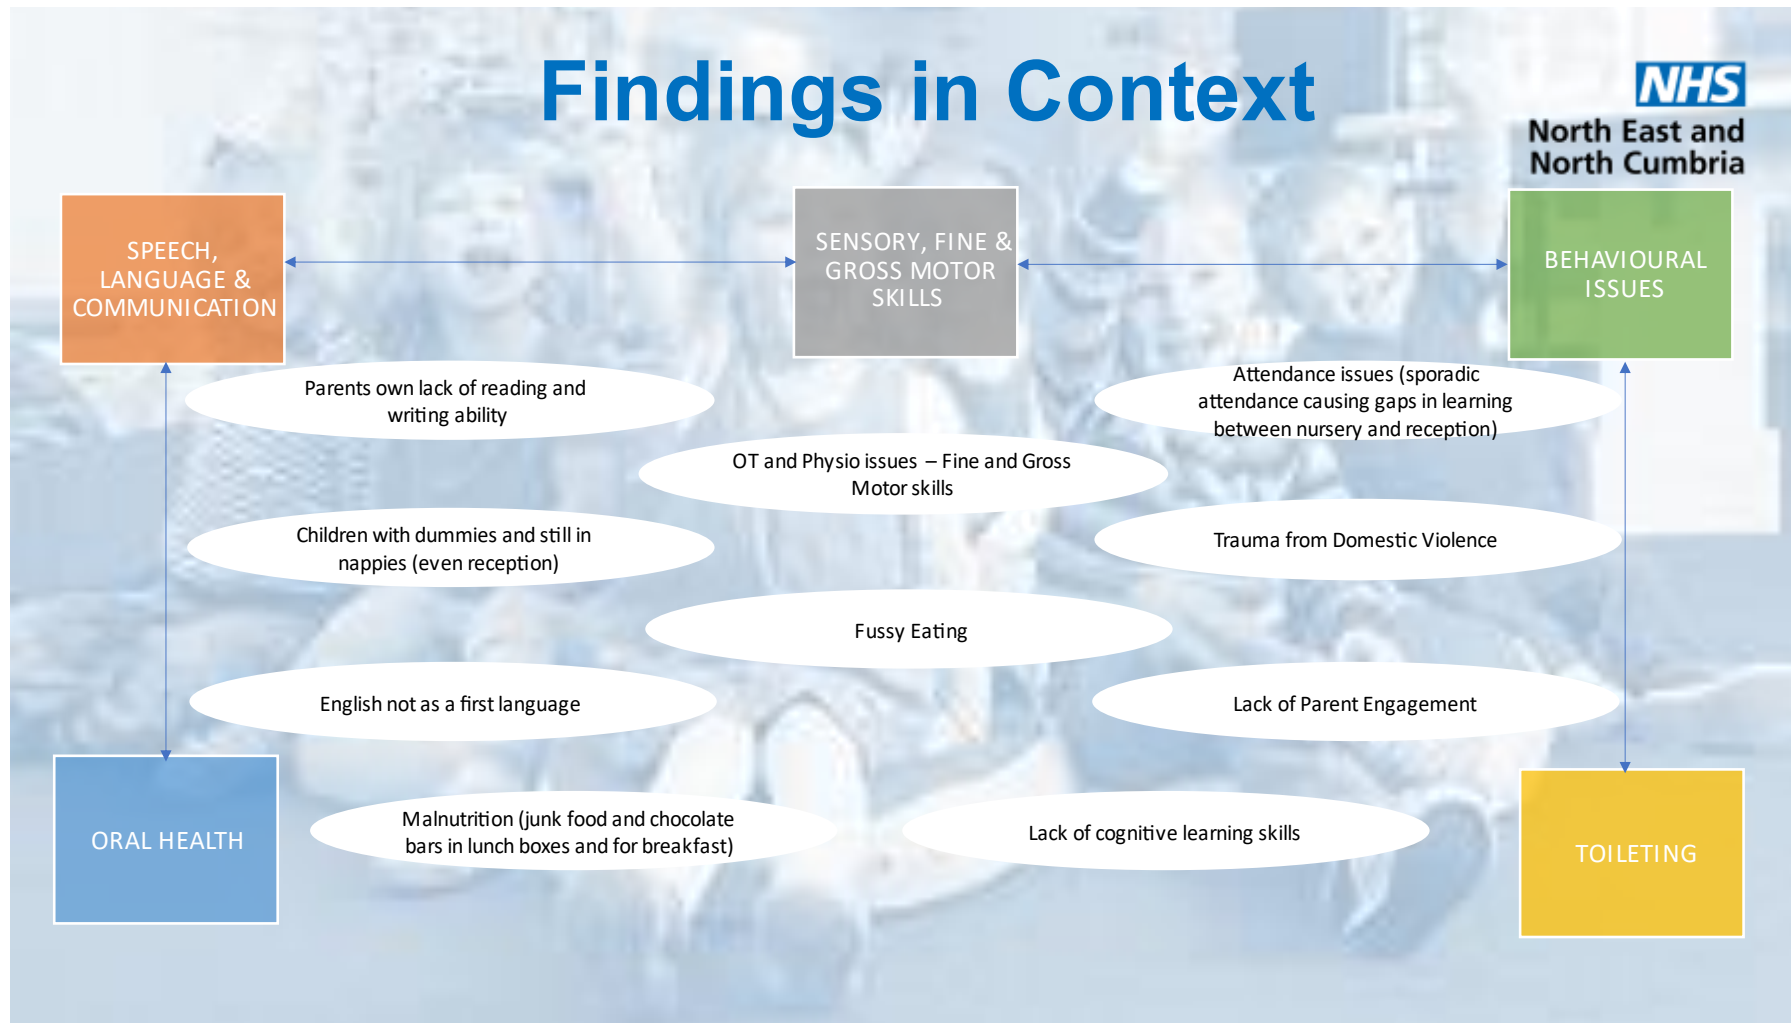 Findings in Context
NHS
North East and
North Cumbria
SPEECH,
LANGUAGE &
COMMUNICATION
SENSORY, FINE &
GROSS MOTOR
SKILLS
BEHAVIOURAL
ISSUES
Parents own lack of reading and
writing ability
Attendance issues (sporadic
attendance causing gaps in learning
between nursery and reception)
OT and Physio issues – Fine and Gross
Motor skills
Children with dummies and still in
nappies (even reception)
Trauma from Domestic Violence
Fussy Eating
English not as a first language
Lack of Parent Engagement
ORAL HEALTH
Malnutrition (junk food and chocolate
bars in lunch boxes and for breakfast)
Lack of cognitive learning skills
TOILETING